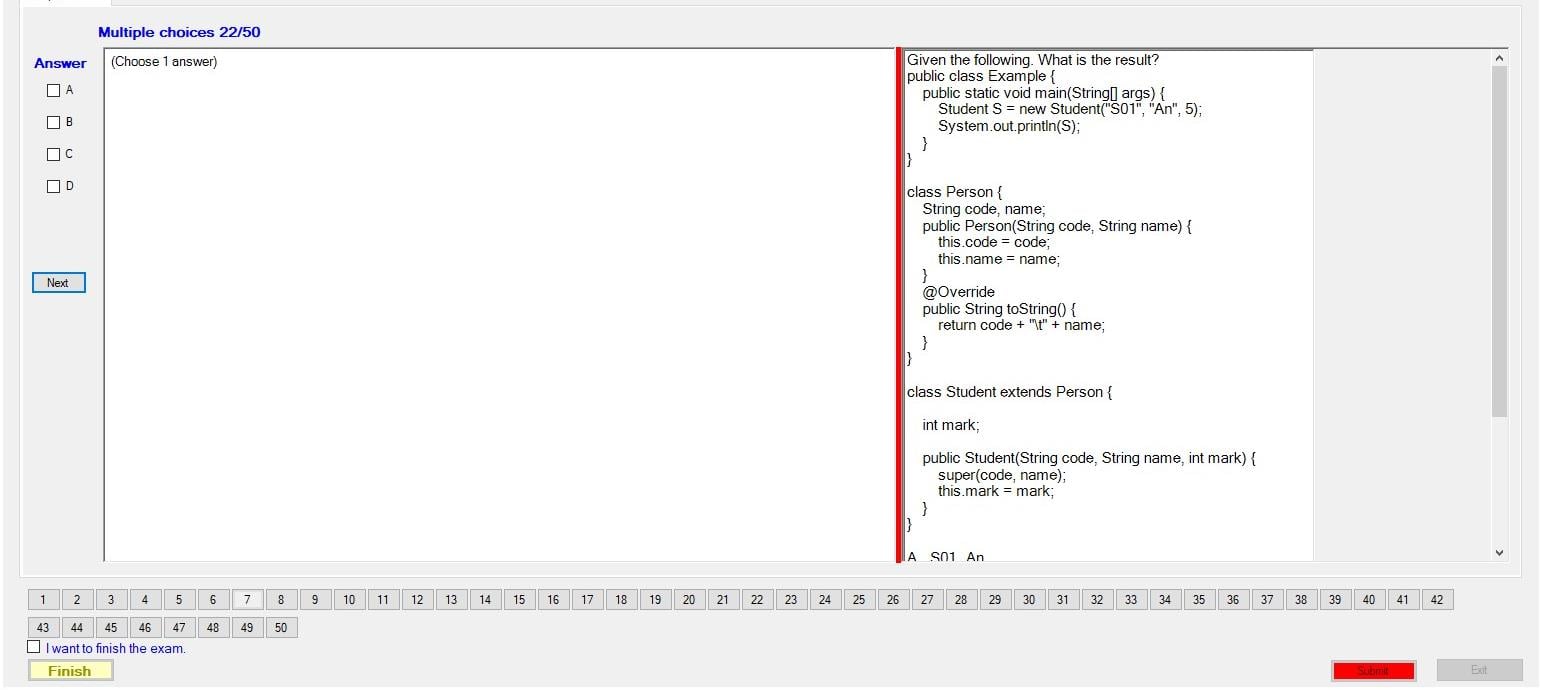 Multiple choices 22/50
Answer
A
B
C
D
Next
(Choose 1 answer)
Given the following. What is the result?
public class Example {
public static void main(String[] args) {
Student S = new Student("S01", "An", 5);
System.out.println(S);
}
}
class Person {
String code, name;
public Person(String code, String name) {
this.code = code;
this.name = name;
}
@Override
public String toString() {
return code + "\t" + name;
}
}
class Student extends Person {
int mark;
public Student(String code, String name, int mark) {
super(code, name);
this.mark = mark;
}
}
A. S01 An
1 2 3 4 5 6 7 8 9 10 11 12 13 14 15 16 17 18 19 20 21 22 23 24 25 26 27 28 29 30 31 32 33 34 35 36 37 38 39 40 41 42
43 44 45 46 47 48 49 50
I want to finish the exam.
Finish
Submit
Exit